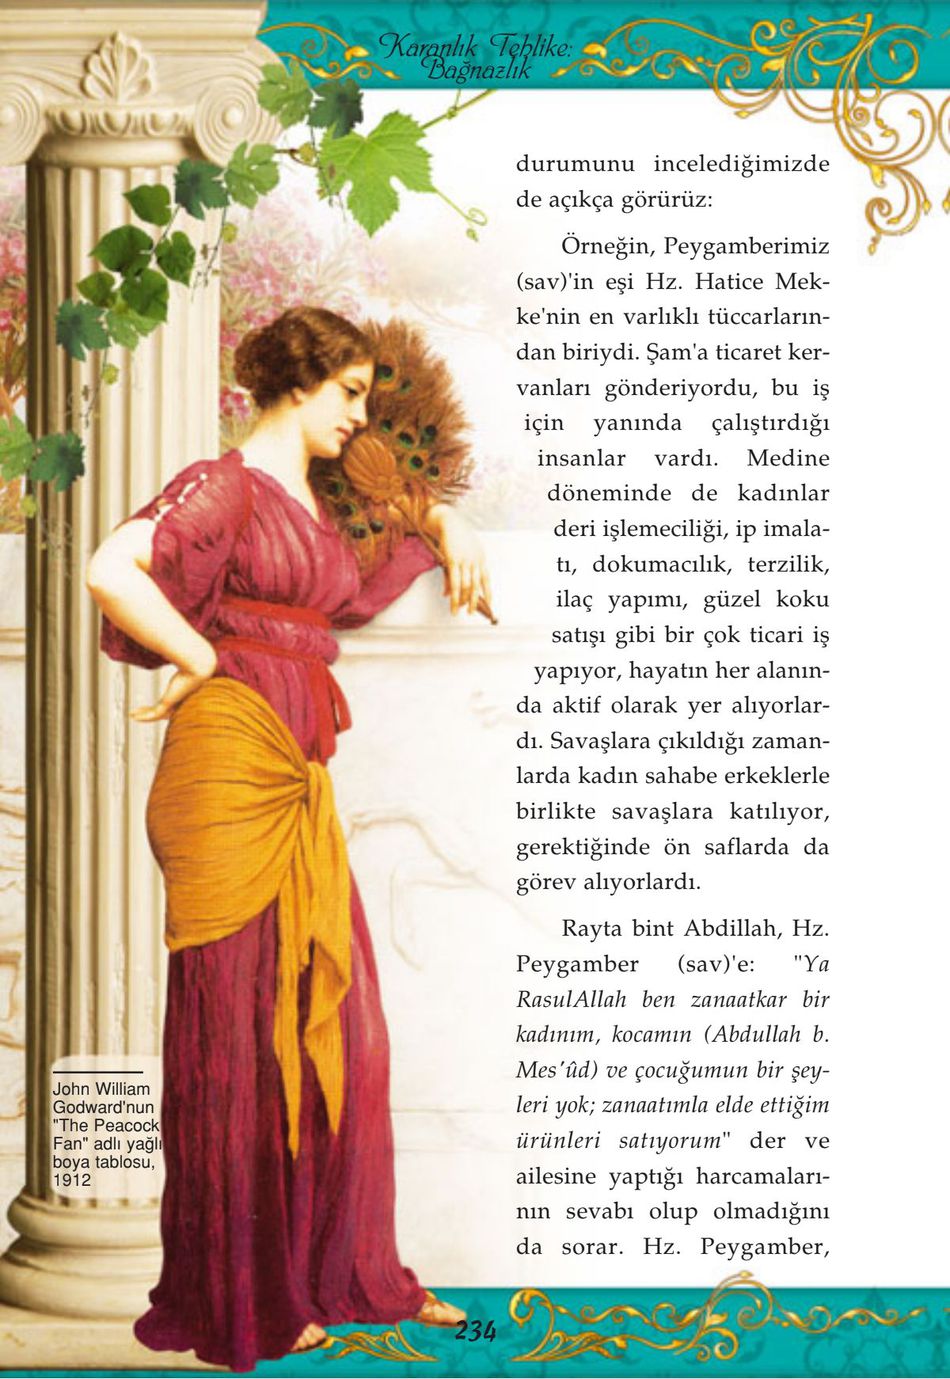 Karanlık Tehlike:
Bağnazlık
durumunu incelediğimizde
de açıkça görürüz:
Örneğin, Peygamberimiz
(sav)'in eşi Hz. Hatice Mek-
ke'nin en varlıklı tüccarların-
dan biriydi. Şam'a ticaret ker-
vanları gönderiyordu, bu iş
için yanında çalıştırdığı
insanlar vardı. Medine
döneminde de kadınlar
deri işlemeciliği, ip imala-
tı, dokumacılık, terzilik,
ilaç yapımı, güzel koku
satışı gibi bir çok ticari iş
yapıyor, hayatın her alanın-
da aktif olarak yer alıyorlar-
dı. Savaşlara çıkıldığı zaman-
larda kadın sahabe erkeklerle
birlikte savaşlara katılıyor,
gerektiğinde ön saflarda da
görev alıyorlardı.
Rayta bint Abdillah, Hz.
Peygamber (sav)'e: "Ya
RasulAllah ben zanaatkar bir
kadınım, kocamın (Abdullah b.
Mes'ûd) ve çocuğumun bir şey-
leri yok; zanaatımla elde ettiğim
ürünleri satıyorum" der ve
ailesine yaptığı harcamaları-
nın sevabı olup olmadığını
da sorar. Hz. Peygamber,
John William
Godward'nun
"The Peacock
Fan" adlı yağlı
boya tablosu,
1912
234